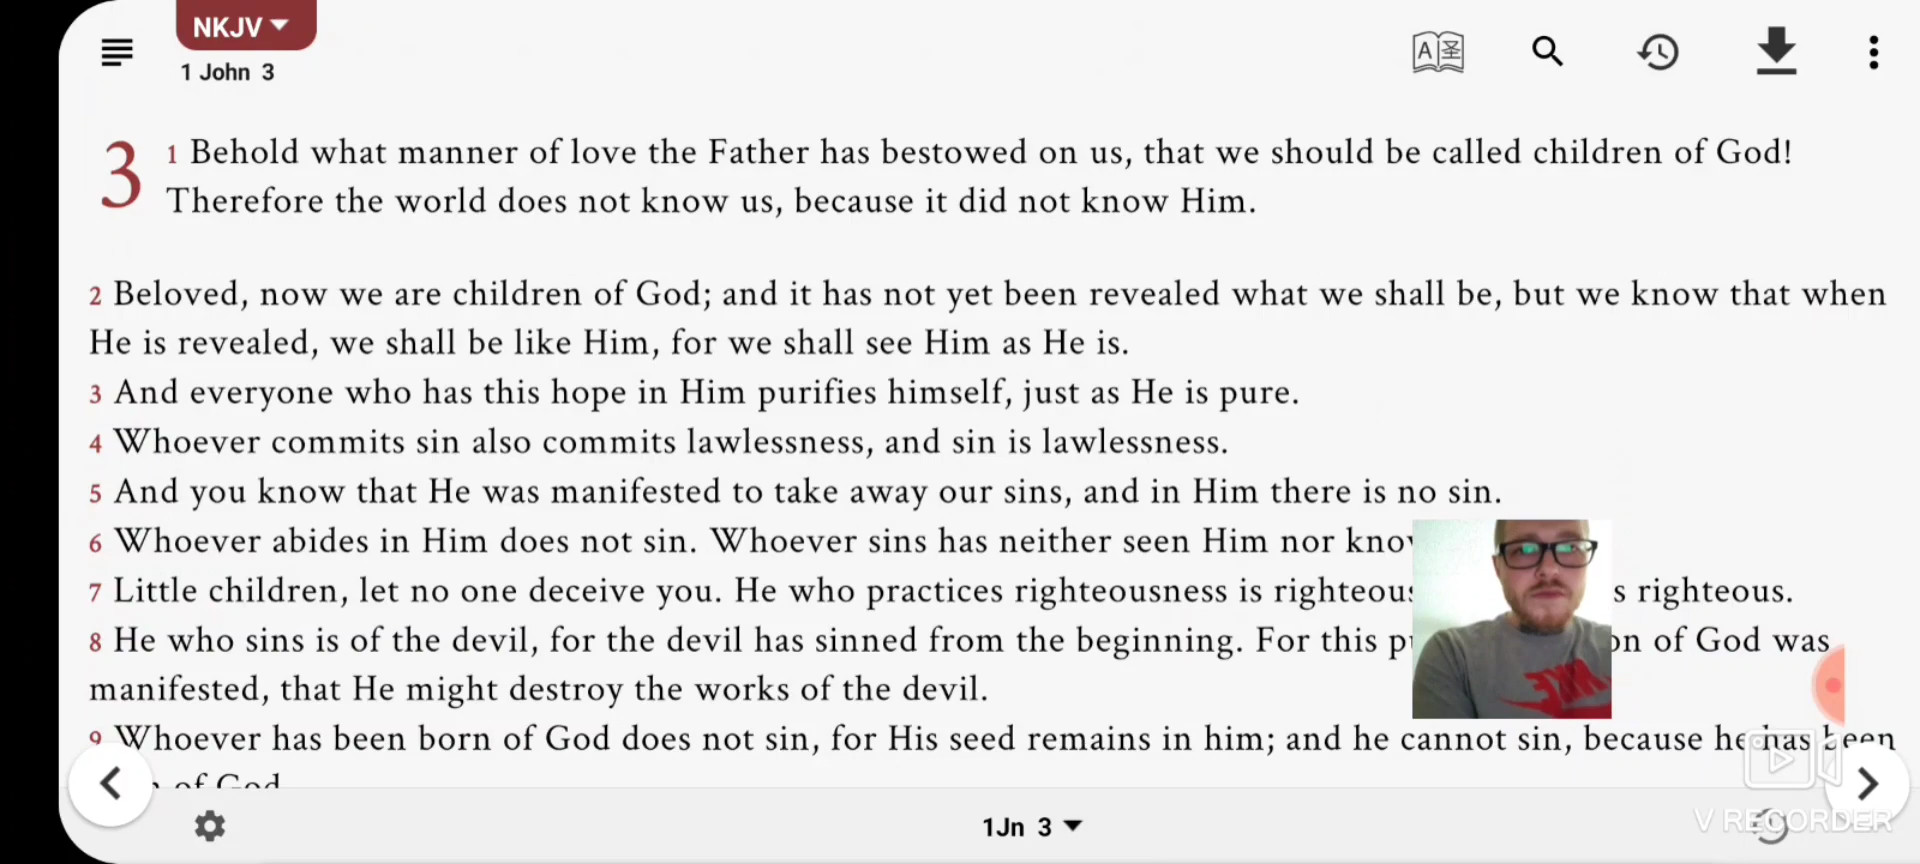 NKJV
1 John 3
A 圣
3 1 Behold what manner of love the Father has bestowed on us, that we should be called children of God!
Therefore the world does not know us, because it did not know Him.
2 Beloved, now we are children of God; and it has not yet been revealed what we shall be, but we know that when
He is revealed, we shall be like Him, for we shall see Him as He is.
3 And everyone who has this hope in Him purifies himself, just as He is pure.
4 Whoever commits sin also commits lawlessness, and sin is lawlessness.
5 And you know that He was manifested to take away our sins, and in Him there is no sin.
6 Whoever abides in Him does not sin. Whoever sins has neither seen Him nor
7 Little children, let no one deceive you. He who practices righteousness is righteous.
8 He who sins is of the devil, for the devil has sinned from the beginning. For this of God was
manifested, that He might destroy the works of the devil.
9 Whoever has been born of God does not sin, for His seed remains in him; and he cannot sin, because he has been
of God
1Jn 3
V RECORDER